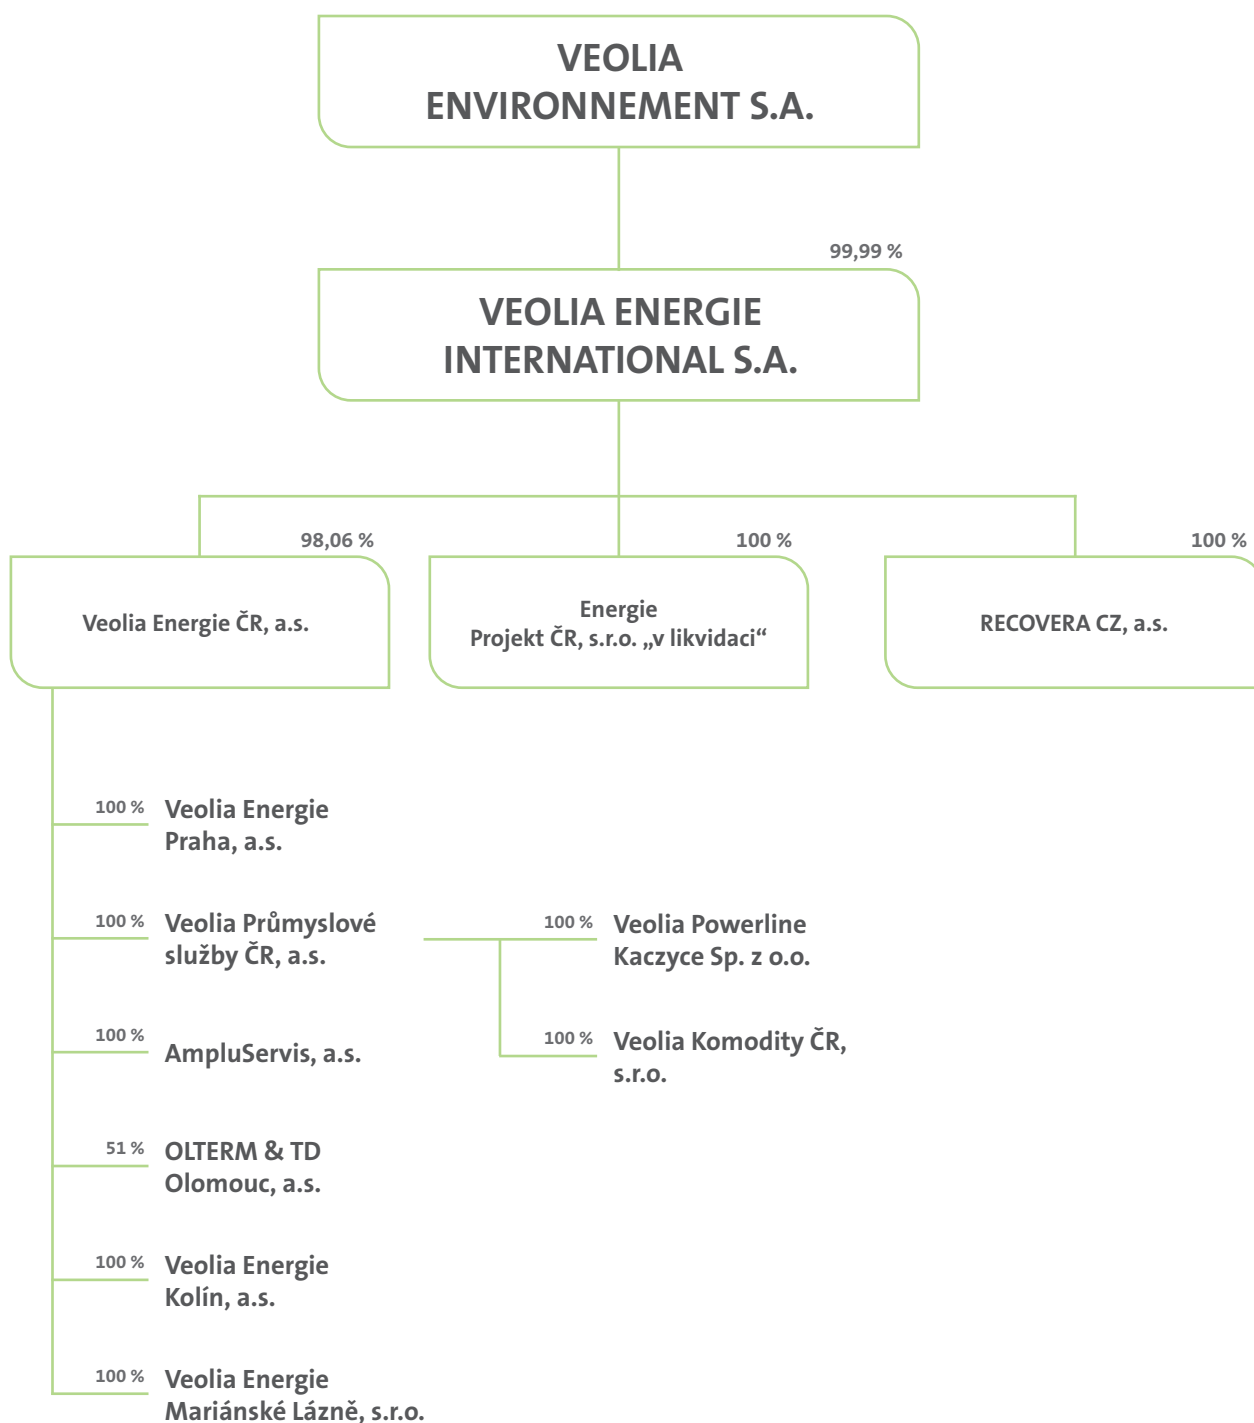 VEOLIA
ENVIRONNEMENT S.A.
99,99 %
VEOLIA ENERGIE
INTERNATIONAL S.A.
98,06 %
Veolia Energie ČR, a.s.
100 %
Energie
Projekt ČR, s.r.o. „v likvidaci“
100 %
RECOVERA CZ, a.s.
100 %
Veolia Energie
Praha, a.s.
100 %
Veolia Průmyslové
služby ČR, a.s.
100 %
Veolia Powerline
Kaczyce Sp. z o.o.
100 %
Veolia Komodity ČR,
s.r.o.
100 %
AmpluServis, a.s.
51 %
OLTERM & TD
Olomouc, a.s.
100 %
Veolia Energie
Kolín, a.s.
100 %
Veolia Energie
Mariánské Lázně, s.r.o.